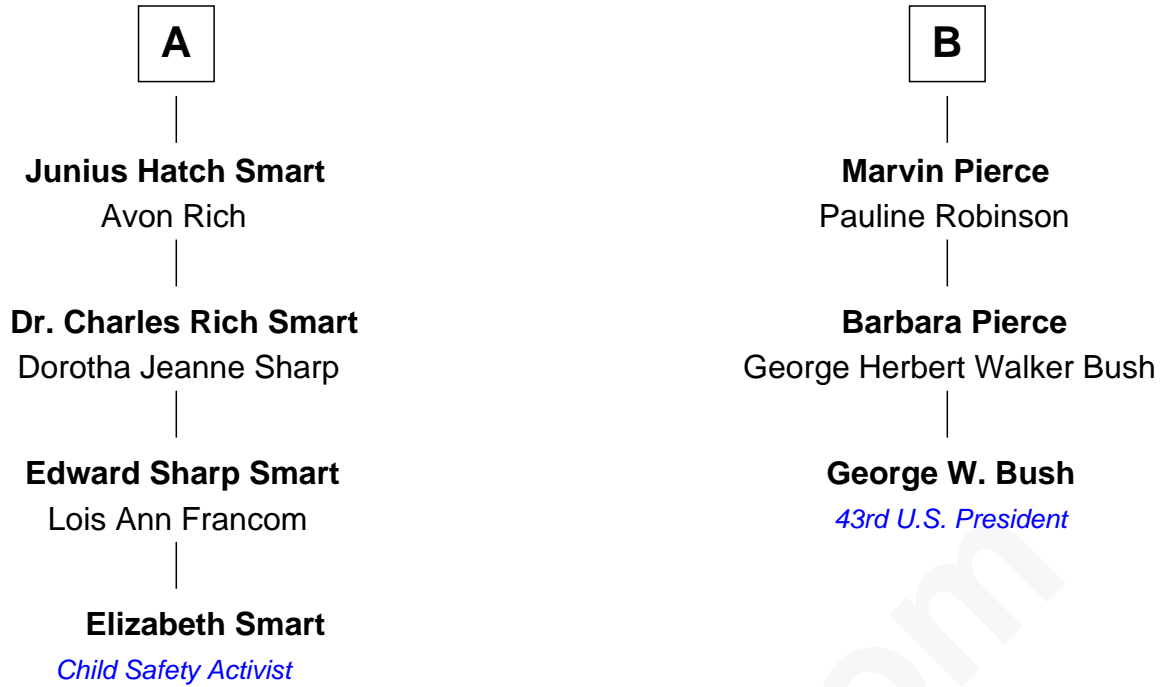 A
Junius Hatch Smart
Avon Rich
Dr. Charles Rich Smart
Dorotha Jeanne Sharp
Edward Sharp Smart
Lois Ann Francom
Elizabeth Smart
Child Safety Activist
B
Marvin Pierce
Pauline Robinson
Barbara Pierce
George Herbert Walker Bush
George W. Bush
43rd U.S. President
om